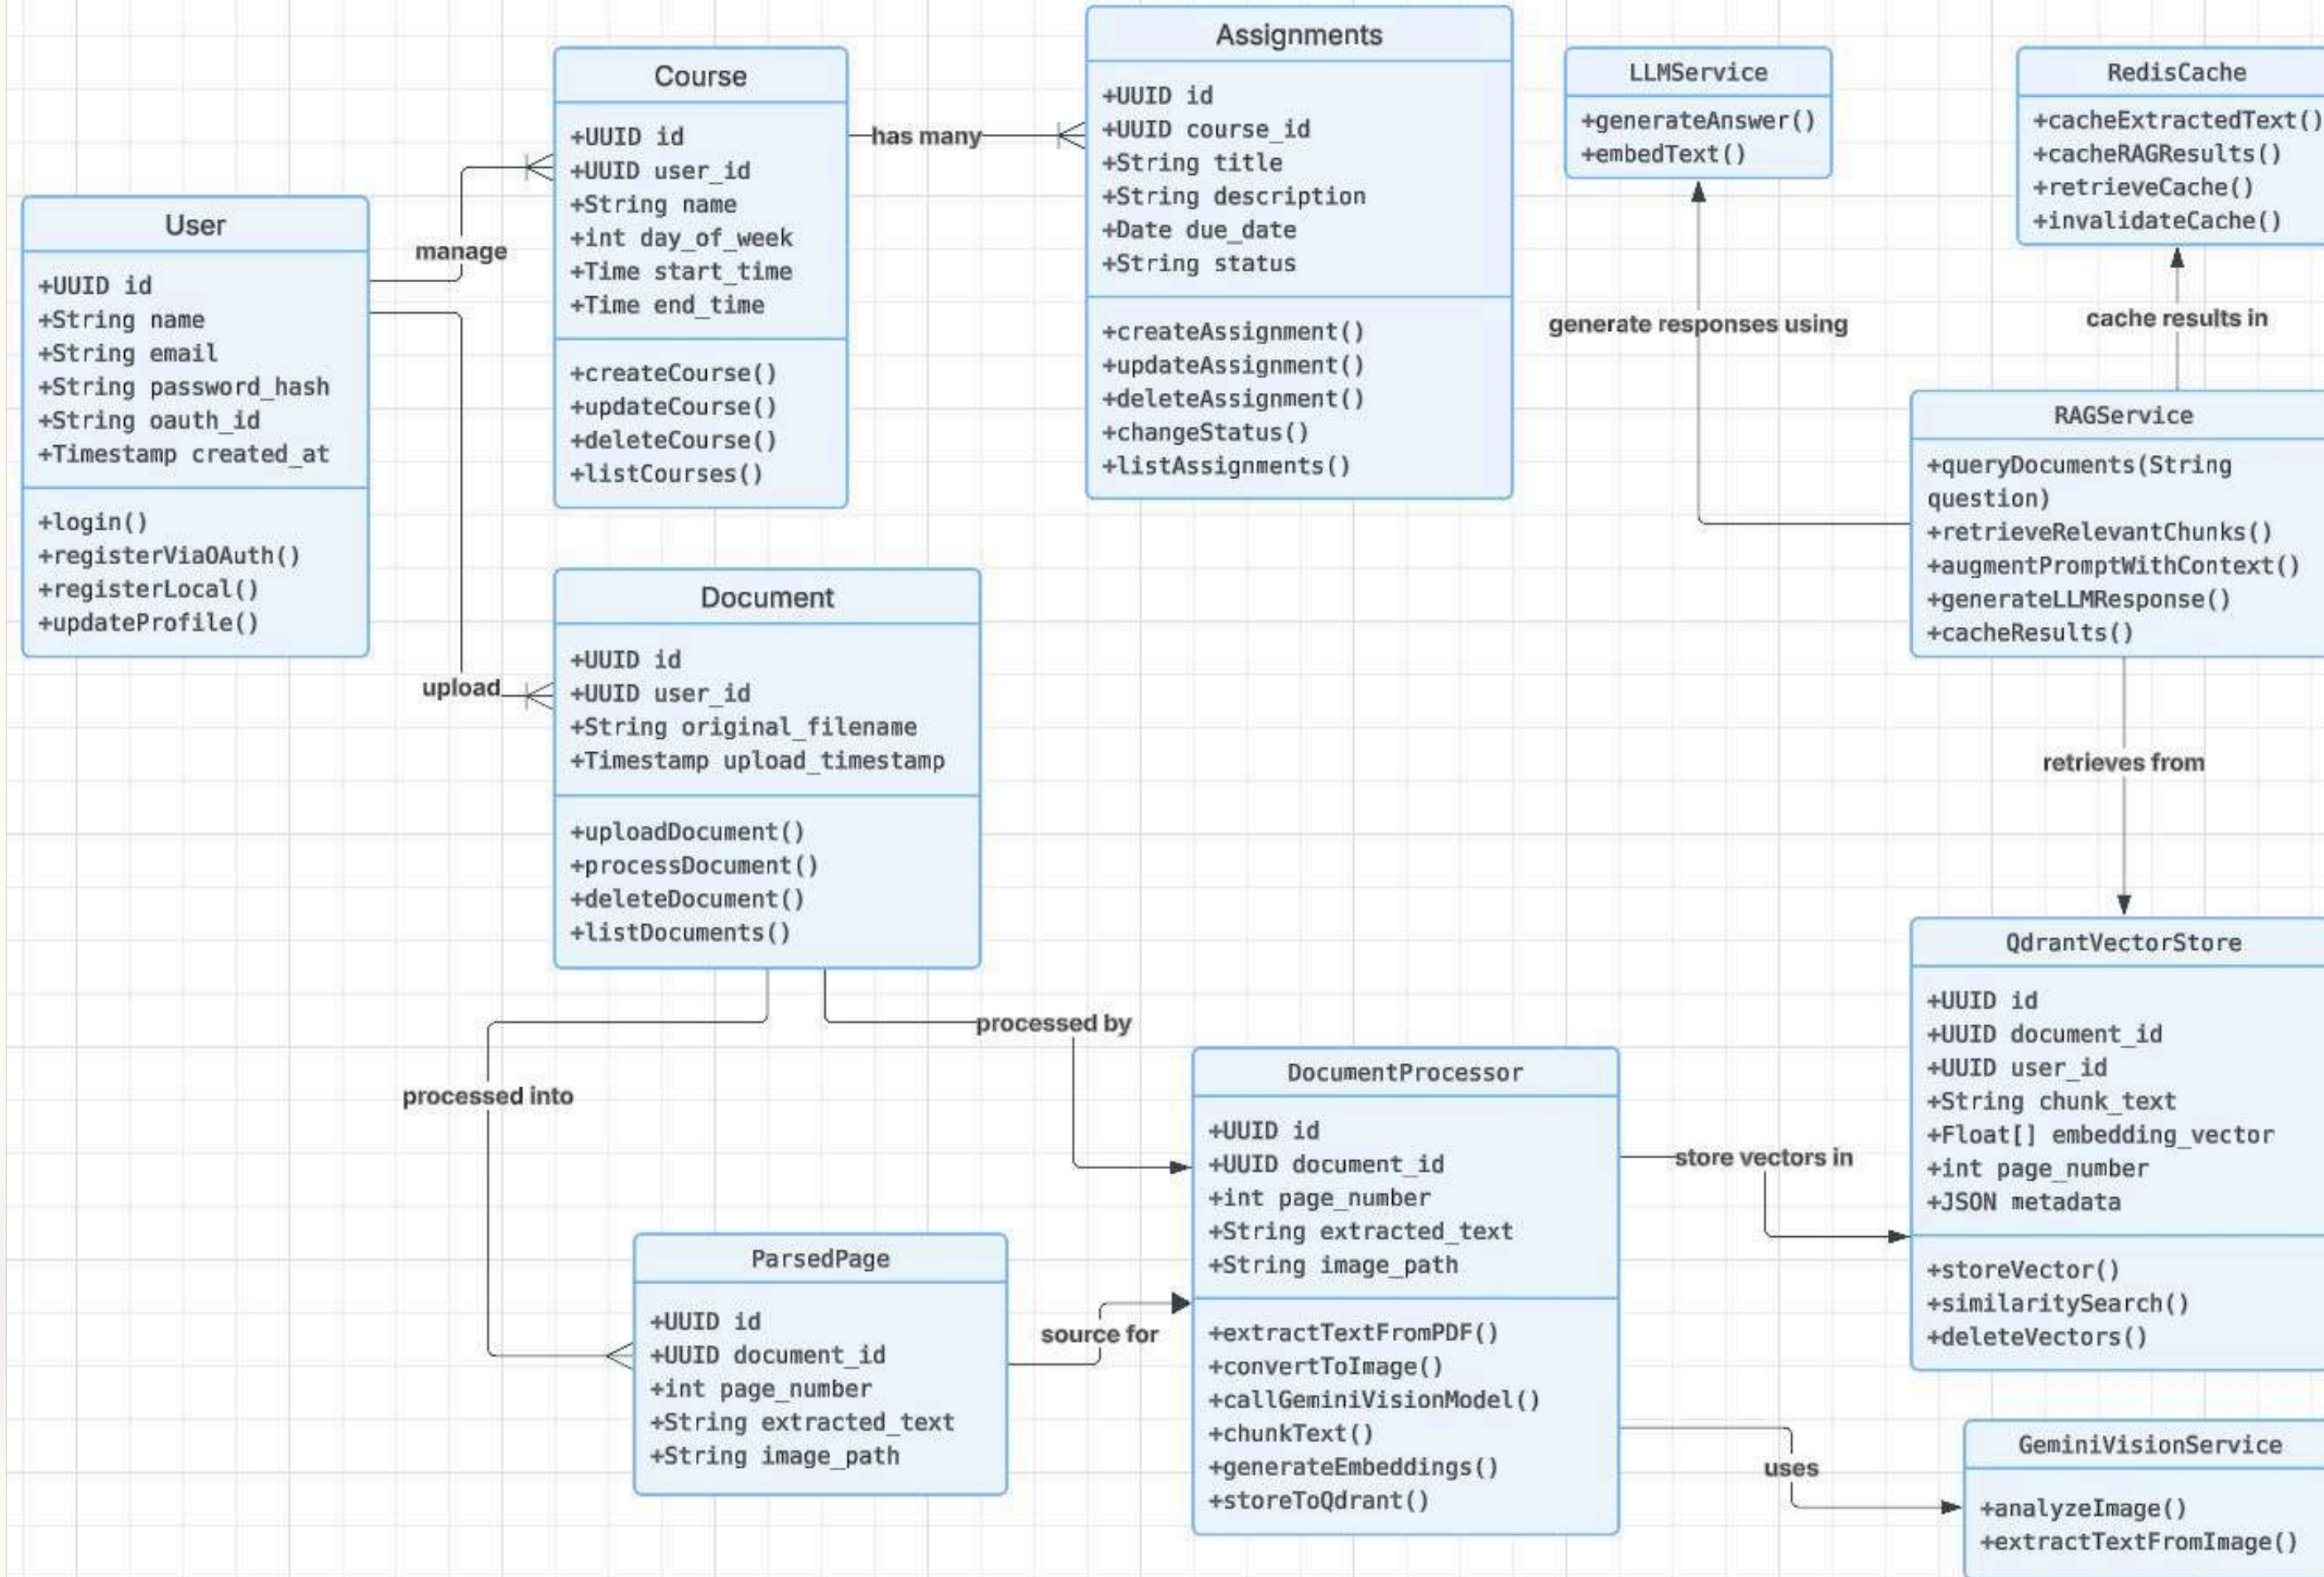 User
+UUID id
+String name
+String email
+String password_hash
+String oauth_id
+Timestamp created_at
+login()
+registerViaOAuth()
+registerLocal()
+updateProfile()
manage
upload
Course
+UUID id
+UUID user_id
+String name
+int day_of_week
+Time start_time
+Time end_time
+createCourse()
+updateCourse()
+deleteCourse()
+listCourses()
has many
Assignments
+UUID id
+UUID course_id
+String title
+String description
+Date due_date
+String status
+createAssignment()
+updateAssignment()
+deleteAssignment()
+changeStatus()
+listAssignments()
Document
+UUID id
+UUID user_id
+String original_filename
+Timestamp upload_timestamp
+uploadDocument()
+processDocument()
+deleteDocument()
+listDocuments()
processed into
processed by
ParsedPage
+UUID id
+UUID document_id
+int page_number
+String extracted_text
+String image_path
source for
DocumentProcessor
+UUID id
+UUID document_id
+int page_number
+String extracted_text
+String image_path
+extractTextFromPDF()
+convertToImage()
+callGeminiVisionModel()
+chunkText()
+generateEmbeddings()
+storeToQdrant()
store vectors in
uses
LLMService
+generateAnswer()
+embedText()
generate responses using
RedisCache
+cacheExtractedText()
+cacheRAGResults()
+retrieveCache()
+invalidateCache()
cache results in
RAGService
+queryDocuments(String
question)
+retrieveRelevantChunks()
+augmentPromptWithContext()
+generateLLMResponse()
+cacheResults()
retrieves from
QdrantVectorStore
+UUID id
+UUID document_id
+UUID user_id
+String chunk_text
+Float[] embedding_vector
+int page_number
+JSON metadata
+storeVector()
+similaritySearch()
+deleteVectors()
GeminiVisionService
+analyzeImage()
+extractTextFromImage()